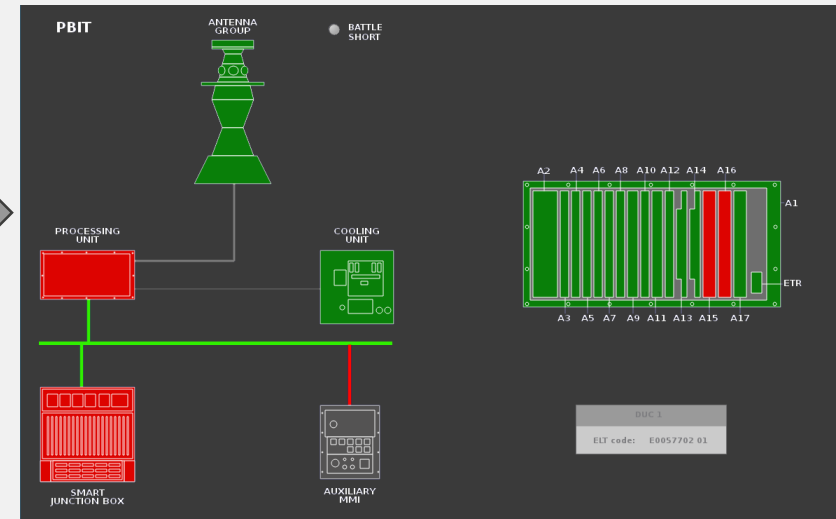 PBIT
ANTENNA
GROUP
BATTLE
SHORT
PROCESSING
UNIT
COOLING
UNIT
SMART
JUNCTION BOX
AUXILIARY
MMI
A2 A4 A6 A8 A10 A12 A14 A16
A1
ETR
A3 A5 A7 A9 A11 A13 A15 A17
DUC 1
ELT code: E0057702 01